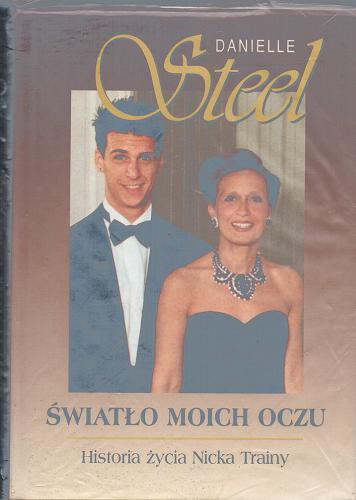 DANIELLE
Steel
ŚWIATŁO MOICH OCZU
Historia życia Nicka Trainy